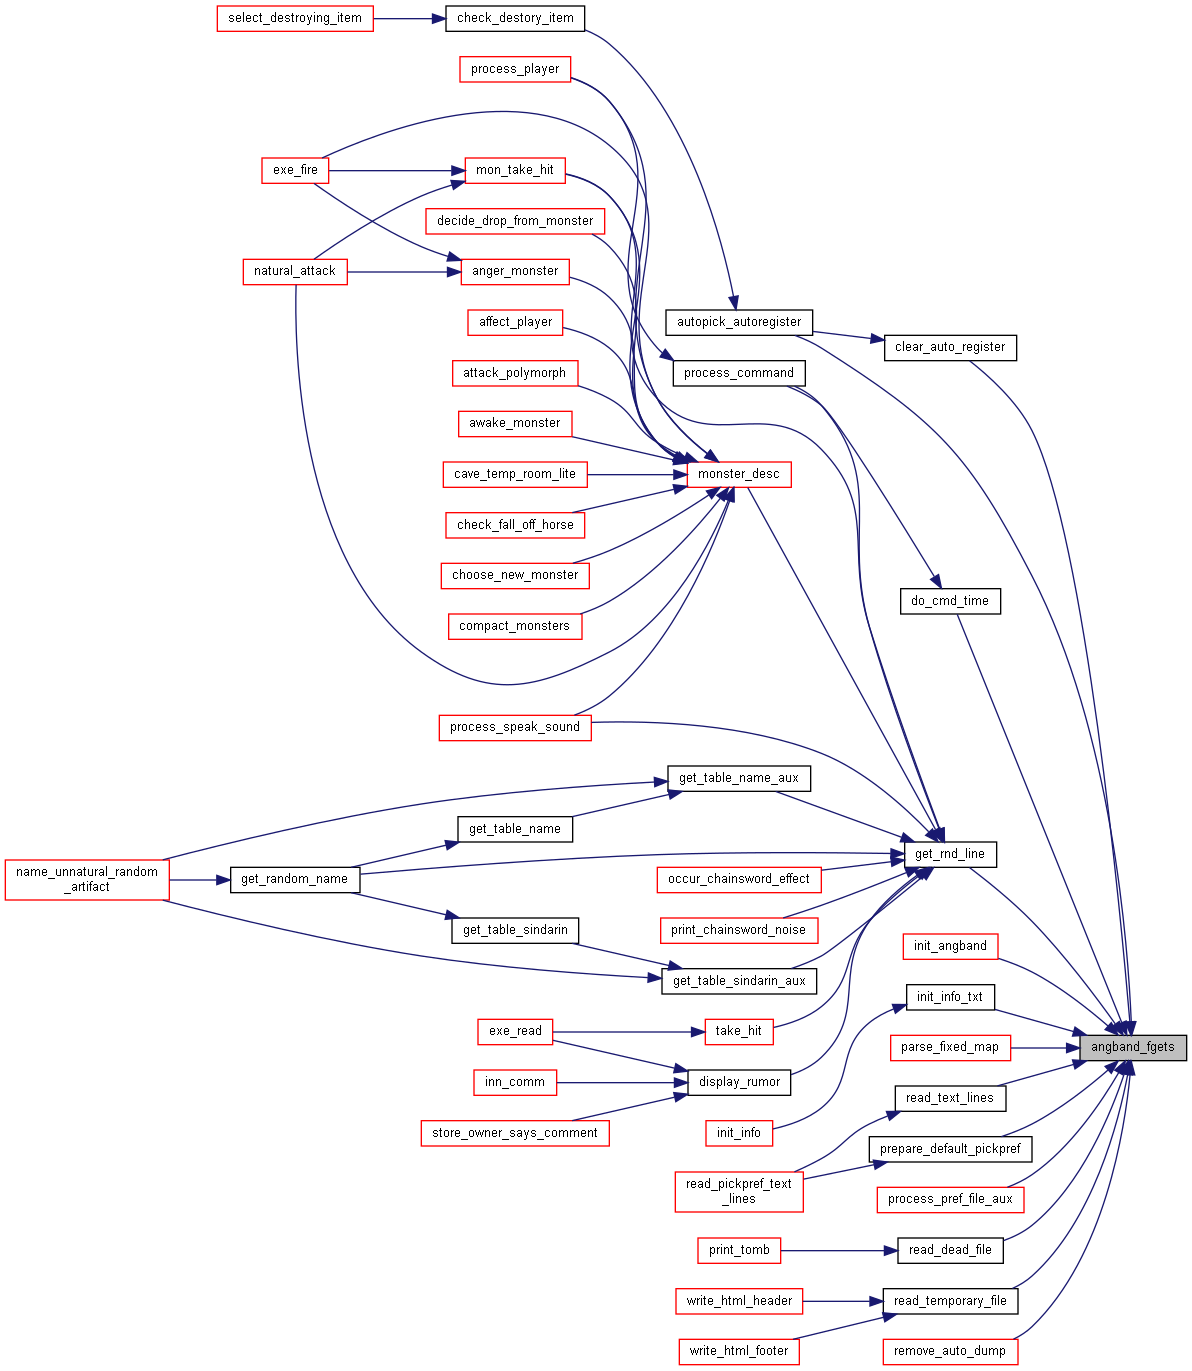 select_destroying_item
check_destory_item
process_player
exe_fire
mon_take_hit
decide_drop_from_monster
natural_attack
anger_monster
affect_player
autopick_autoregister
clear_auto_register
attack_polymorph
process_command
awake_monster
cave_temp_room_lite
monster_desc
check_fall_off_horse
choose_new_monster
do_cmd_time
compact_monsters
process_speak_sound
get_table_name_aux
get_table_name
get_rnd_line
name_unnatural_random
_artifact
get_random_name
occur_chainsword_effect
get_table_sindarin
print_chainsword_noise
init_angband
get_table_sindarin_aux
init_info_txt
exe_read
take_hit
parse_fixed_map
angband_fgets
inn_comm
display_rumor
read_text_lines
store_owner_says_comment
init_info
prepare_default_pickpref
read_pickpref_text
_lines
process_pref_file_aux
print_tomb
read_dead_file
write_html_header
read_temporary_file
write_html_footer
remove_auto_dump